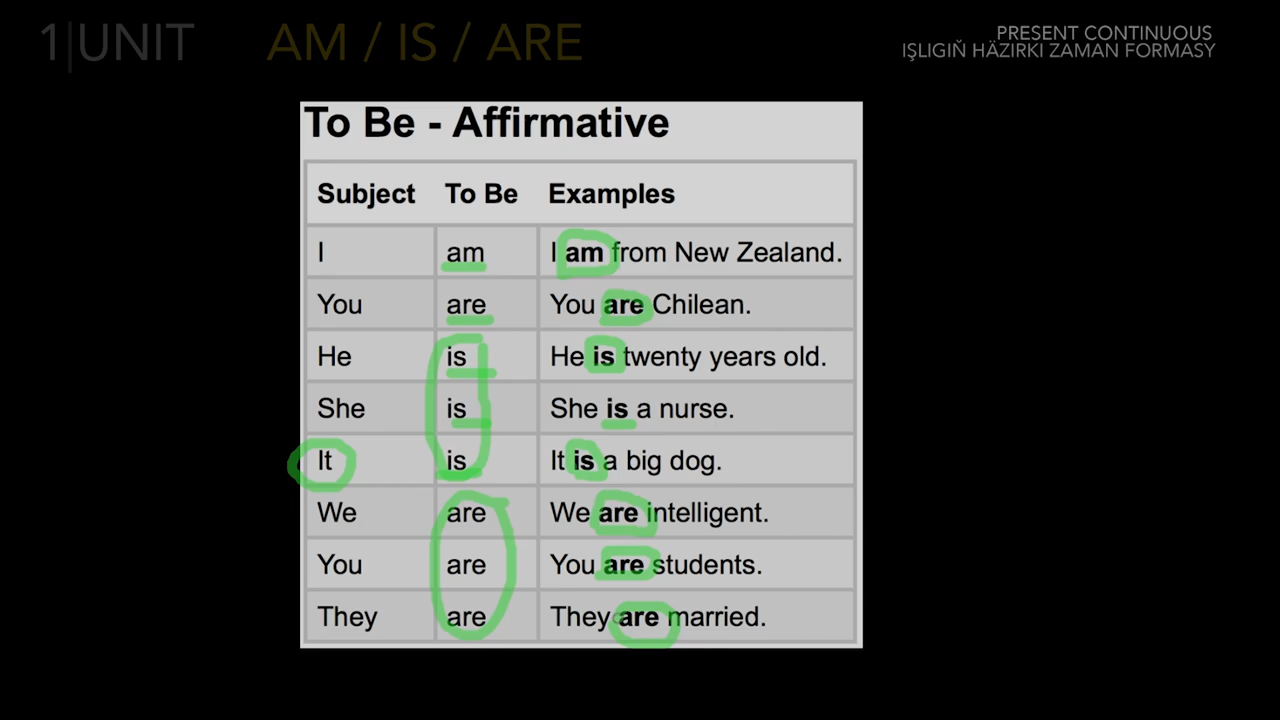 1|UNIT AM / IS / ARE
PRESENT CONTINUOUS
IŞLIGIŇ HÄZIRKI ZAMAN FORMASY
To Be - Affirmative
Subject To Be Examples
I am I am from New Zealand.
You are You are Chilean.
He is He is twenty years old.
She is She is a nurse.
It is It is a big dog.
We are We are intelligent.
You are You are students.
They are They are married.